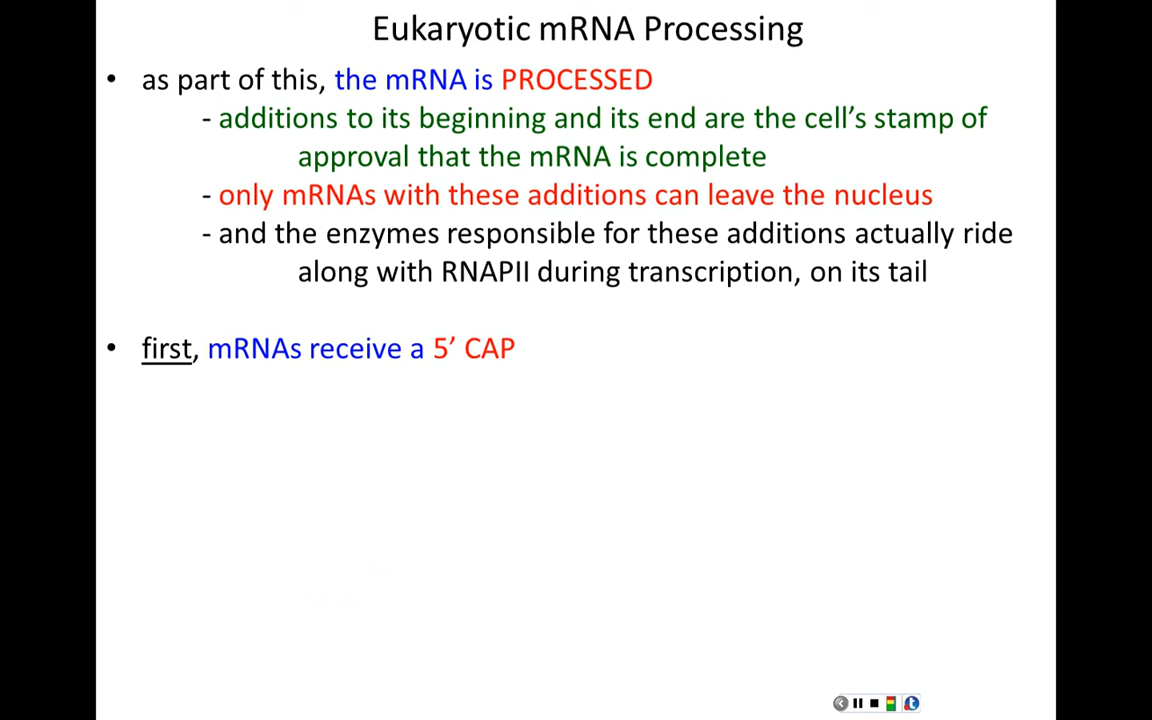 Eukaryotic mRNA Processing
• as part of this, the mRNA is PROCESSED
- additions to its beginning and its end are the cell’s stamp of
approval that the mRNA is complete
- only mRNAs with these additions can leave the nucleus
- and the enzymes responsible for these additions actually ride
along with RNAPII during transcription, on its tail
• first, mRNAs receive a 5’ CAP